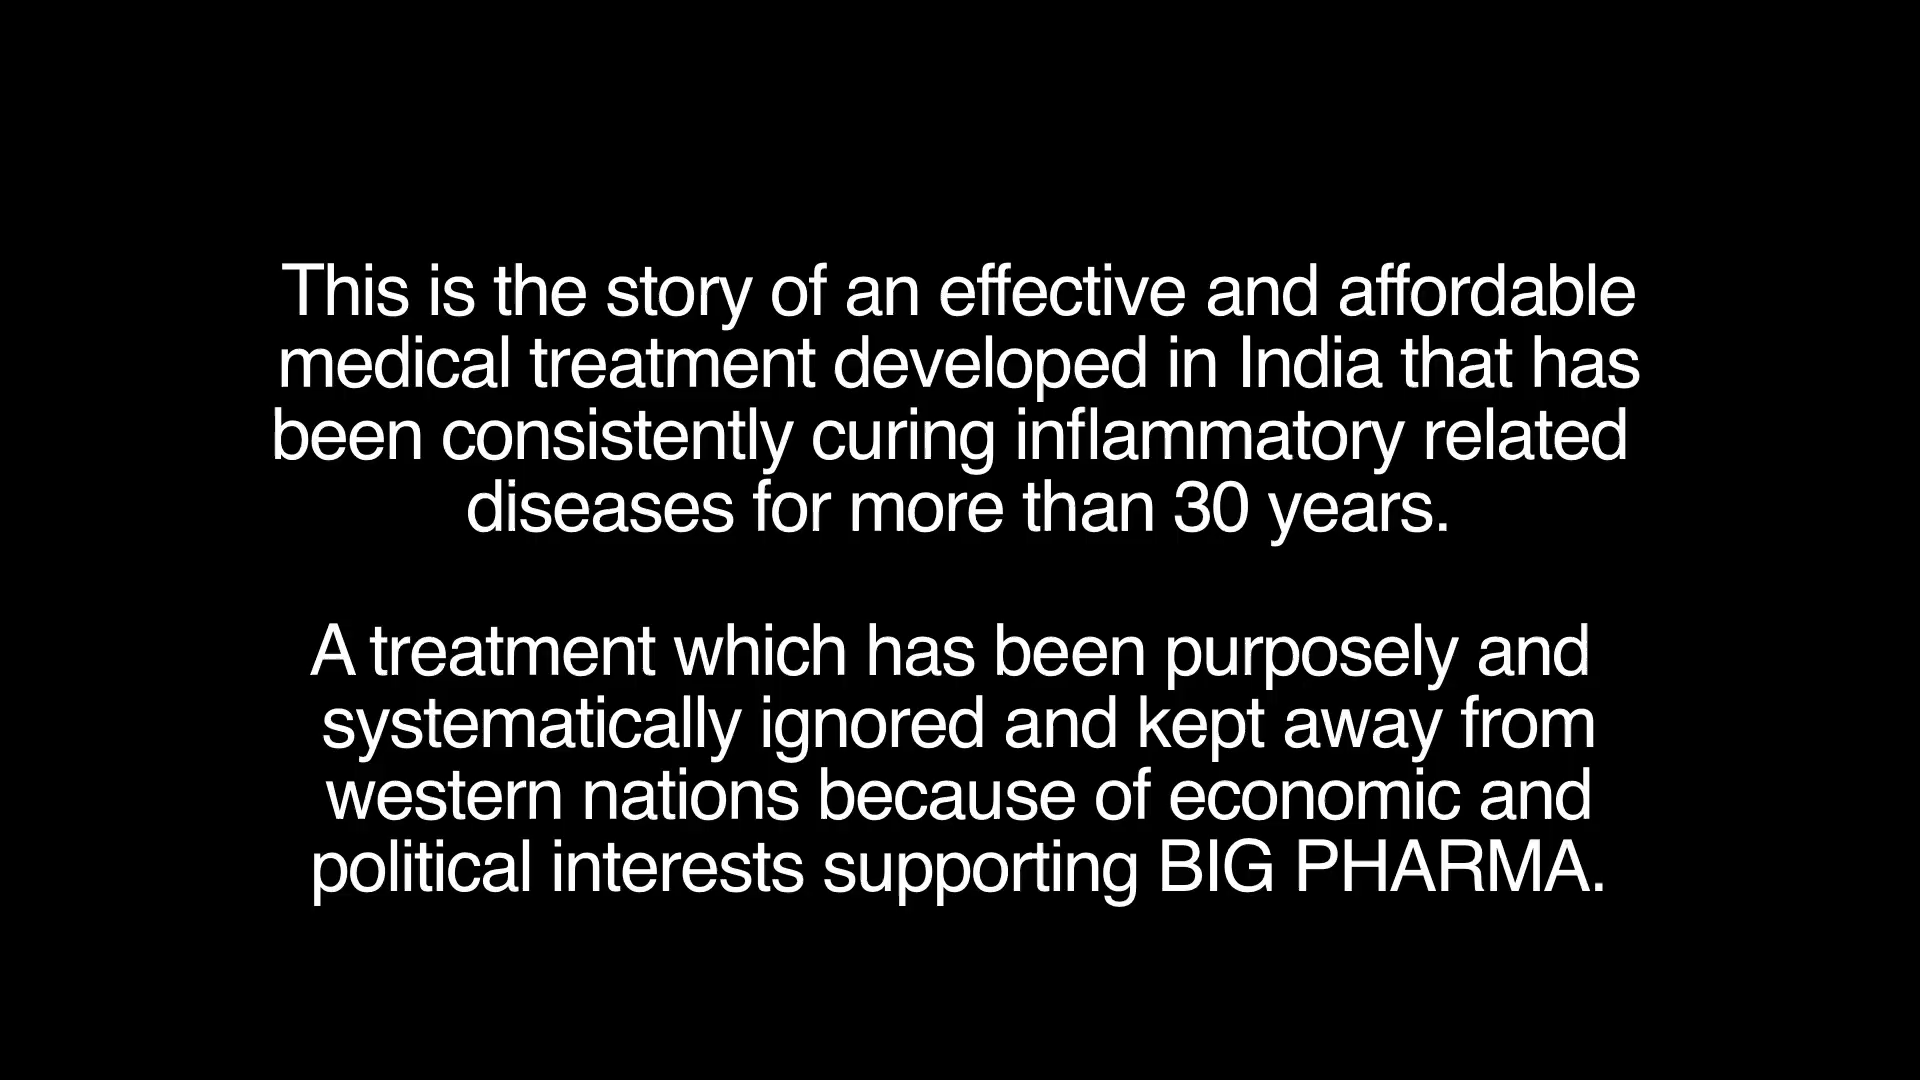 This is the story of an effective and affordable
medical treatment developed in India that has
been consistently curing inflammatory related
diseases for more than 30 years.
A treatment which has been purposely and
systematically ignored and kept away from
western nations because of economic and
political interests supporting BIG PHARMA.